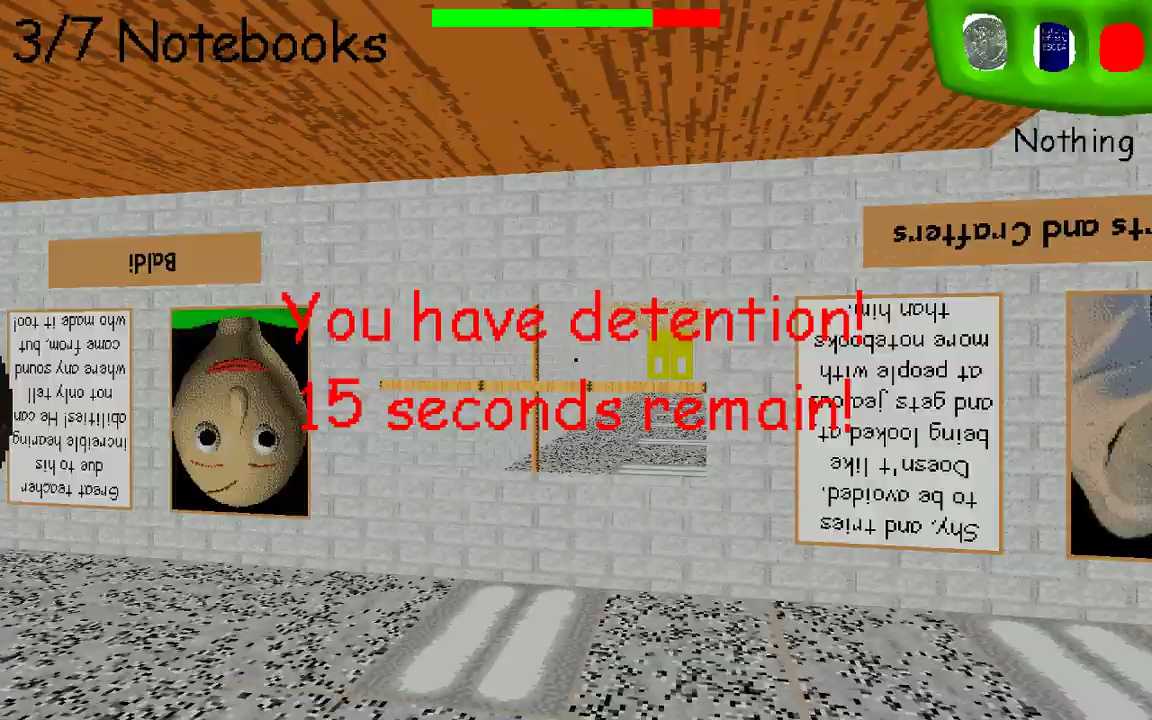 3/7 Notebooks
Nothing
You have detention!
15 seconds remain!
Baldi
Great teacher
due to his
incredible hearing
abilities! He can
not only tell
where any sound
came from, but
who made it too!
rts and Crafters
Shy, and tries
to be avoided.
Doesn't like
being looked at
and gets jealous
at people with
more notebooks
than him.